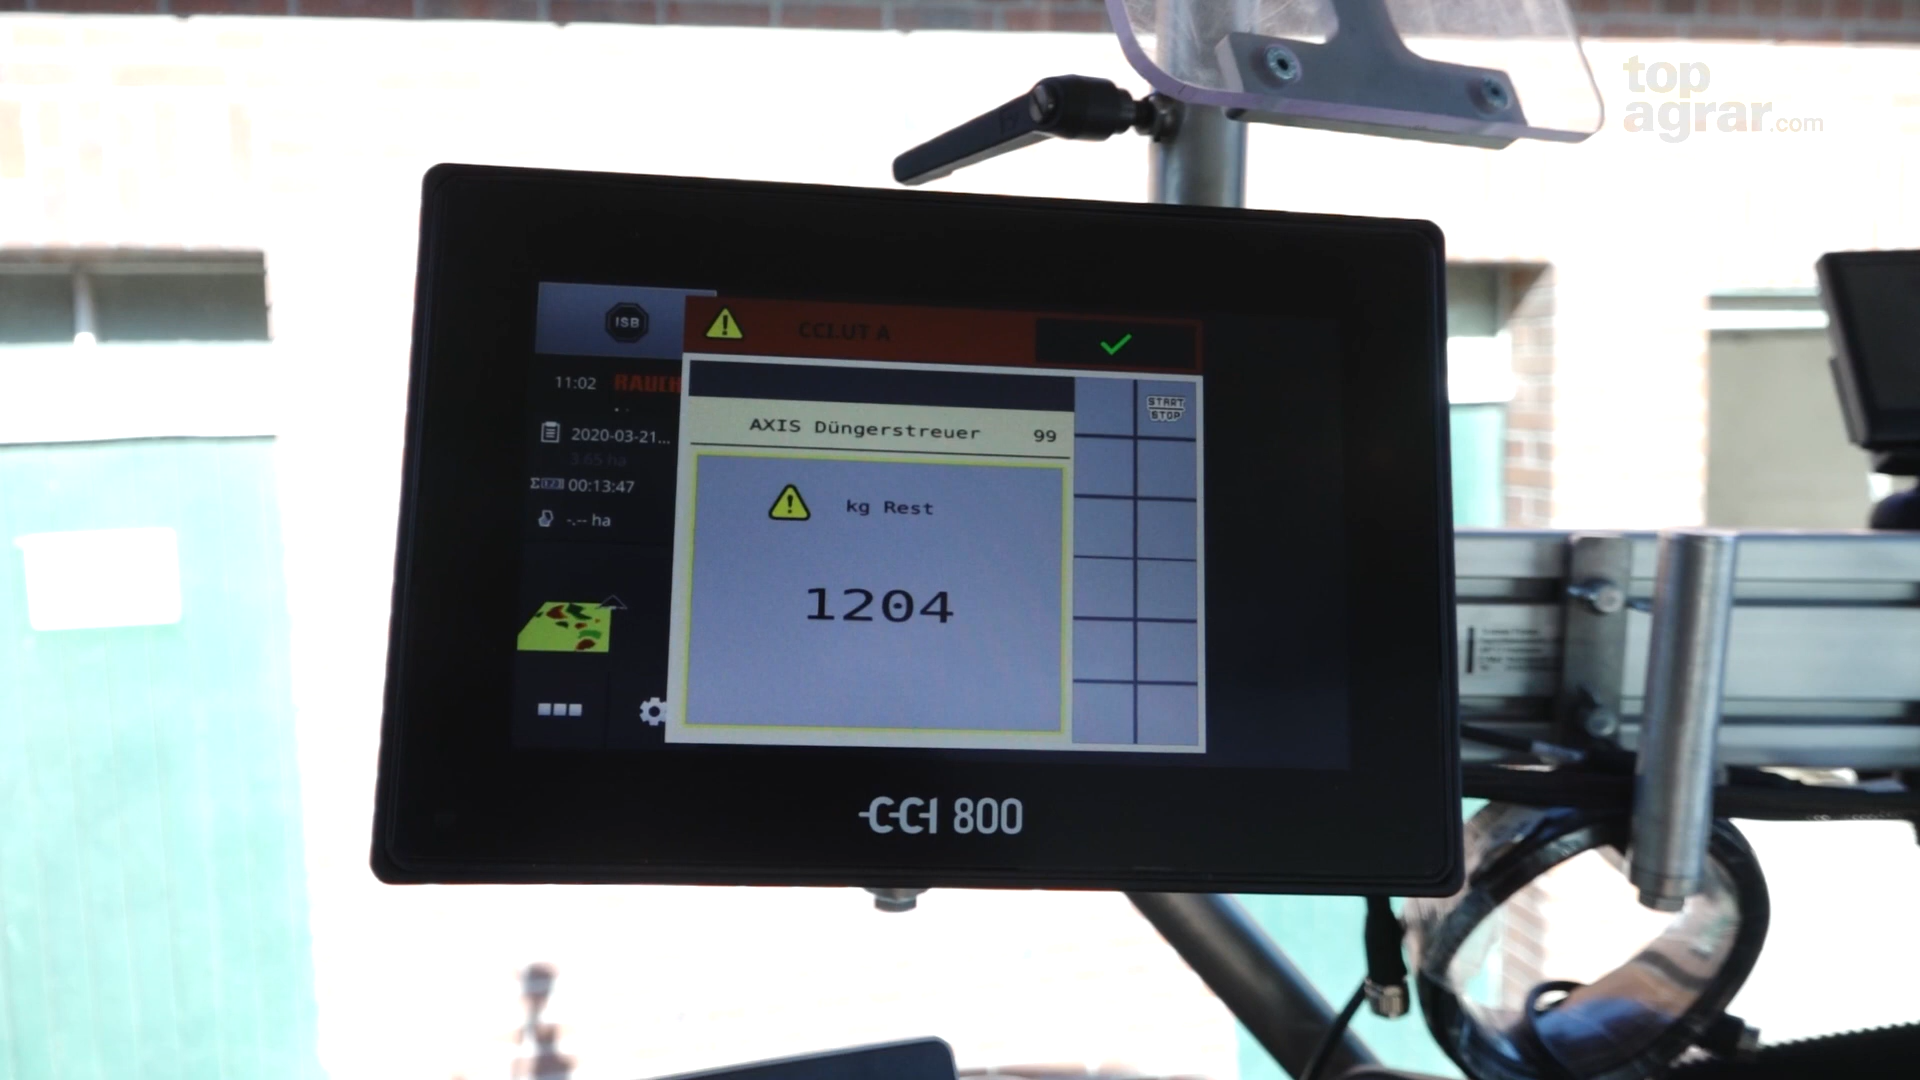 top
agrar.com
ISB
CCI.UT A
11:02 RAUCH
START
STOP
AXIS Düngerstreuer 99
2020-03-21...
3.65 ha
00:13:47
-.-- ha
kg Rest
1204
CCI 800